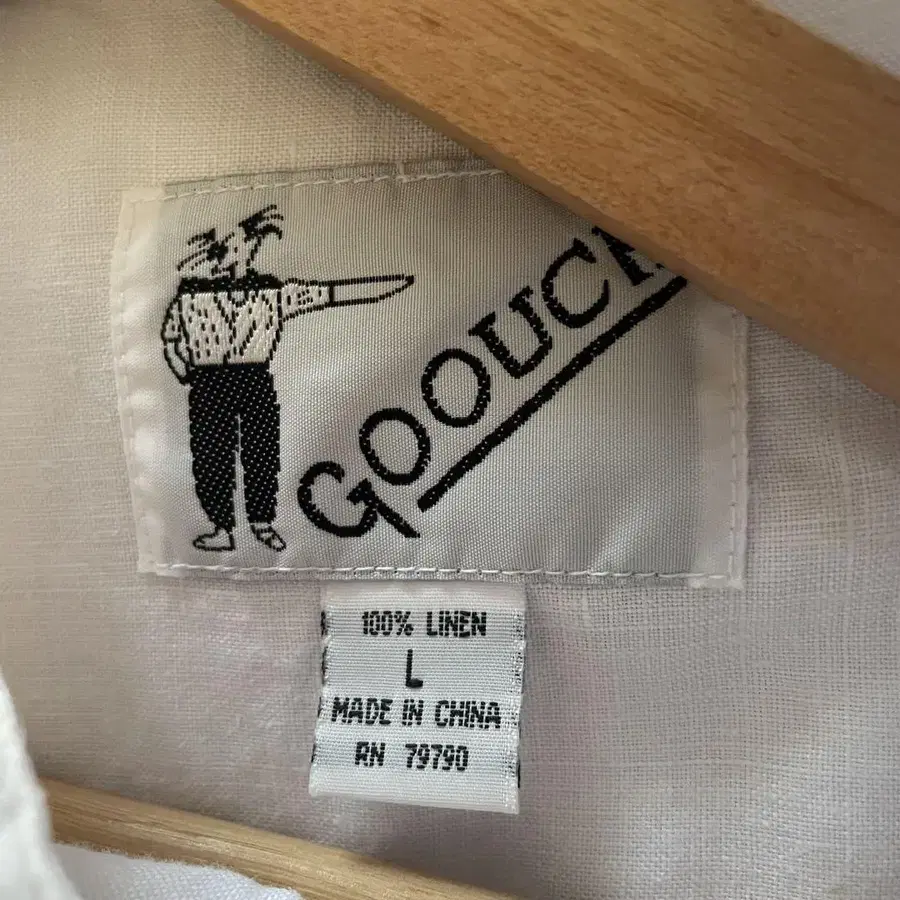 GOOUCH
100% LINEN
L
MADE IN CHINA
RN 79790